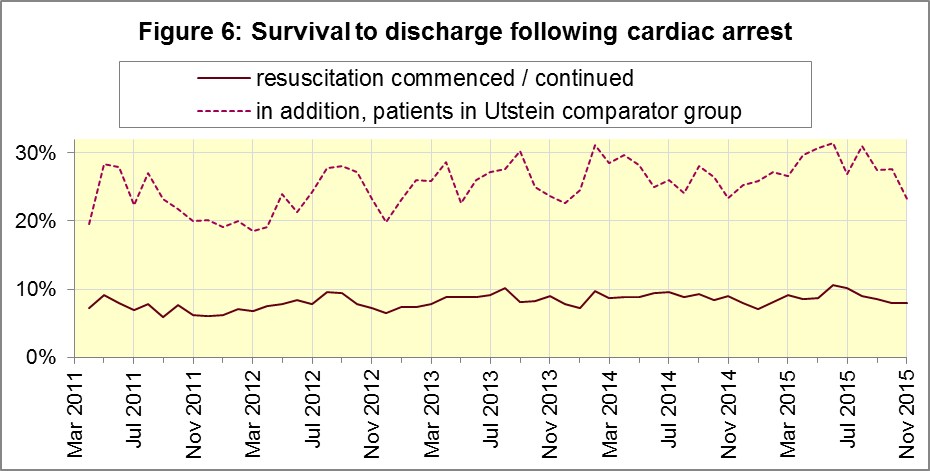 Figure 6: Survival to discharge following cardiac arrest
resuscitation commenced / continued
in addition, patients in Utstein comparator group
30%
20%
10%
0%
Mar 2011
Jul 2011
Nov 2011
Mar 2012
Jul 2012
Nov 2012
Mar 2013
Jul 2013
Nov 2013
Mar 2014
Jul 2014
Nov 2014
Mar 2015
Jul 2015
Nov 2015